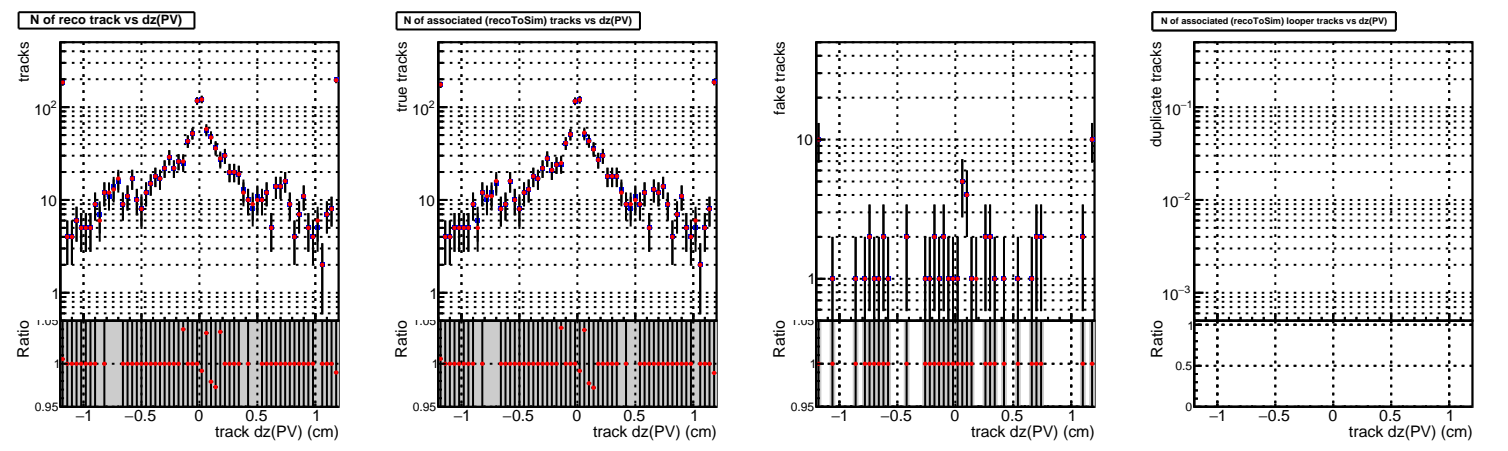 N of reco track vs dz(PV)
tracks
10²
10
1
1.05
Ratio
1
0.95
−1 −0.5 0 0.5 1
track dz(PV) (cm)
N of associated (recoToSim) tracks vs dz(PV)
true tracks
10²
10
1
1.05
Ratio
1
0.95
−1 −0.5 0 0.5 1
track dz(PV) (cm)
fake tracks
10
1
1.05
Ratio
1
0.95
−1 −0.5 0 0.5 1
track dz(PV) (cm)
N of associated (recoToSim) looper tracks vs dz(PV)
duplicate tracks
10⁻¹
10⁻²
10⁻³
Ratio
1
0.5
0
−1 −0.5 0 0.5 1
track dz(PV) (cm)